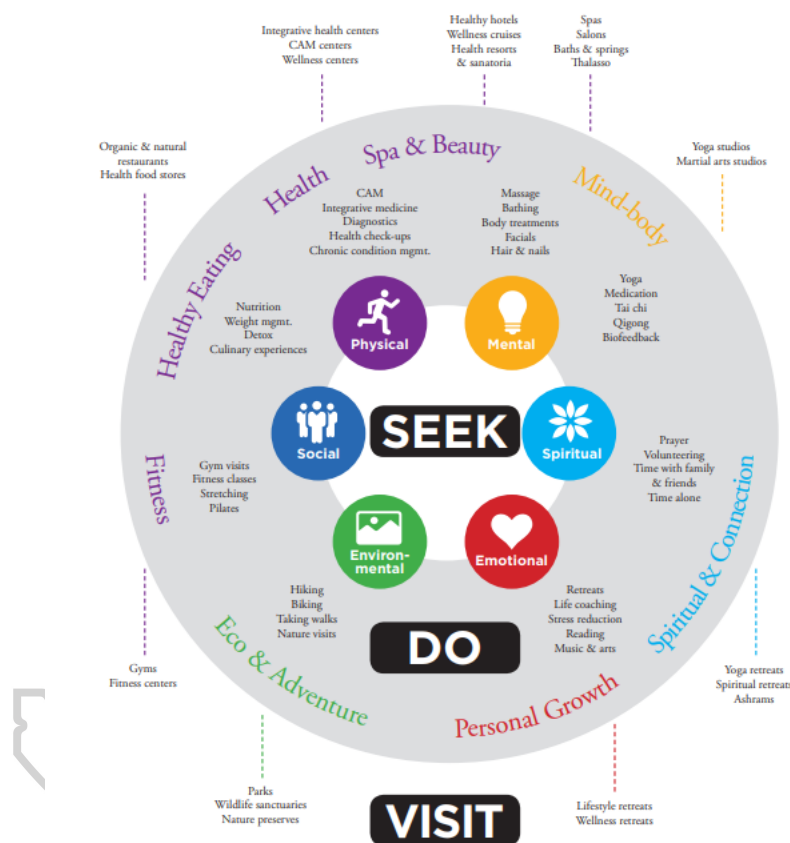 Integrative health centers
CAM centers
Wellness centers
Healthy hotels
Wellness cruises
Health resorts
& sanatoria
Spas
Salons
Baths & springs
Thalasso
Organic & natural
restaurants
Health food stores
Yoga studios
Martial arts studios
Healthy Eating
Health
Spa & Beauty
Mind-body
CAM
Integrative medicine
Diagnostics
Health check-ups
Chronic condition mgmt.
Massage
Bathing
Body treatments
Facials
Hair & nails
Nutrition
Weight mgmt.
Detox
Culinary experiences
Yoga
Medication
Tai chi
Qigong
Biofeedback
Physical
Mental
Social
SEEK
Spiritual
Environ-
mental
Emotional
Fitness
Gym visits
Fitness classes
Stretching
Pilates
Prayer
Volunteering
Time with family
& friends
Time alone
Spiritual & Connection
Hiking
Biking
Taking walks
Nature visits
Retreats
Life coaching
Stress reduction
Reading
Music & arts
DO
Eco & Adventure
Personal Growth
Gyms
Fitness centers
Yoga retreats
Spiritual retreats
Ashrams
Parks
Wildlife sanctuaries
Nature preserves
VISIT
Lifestyle retreats
Wellness retreats